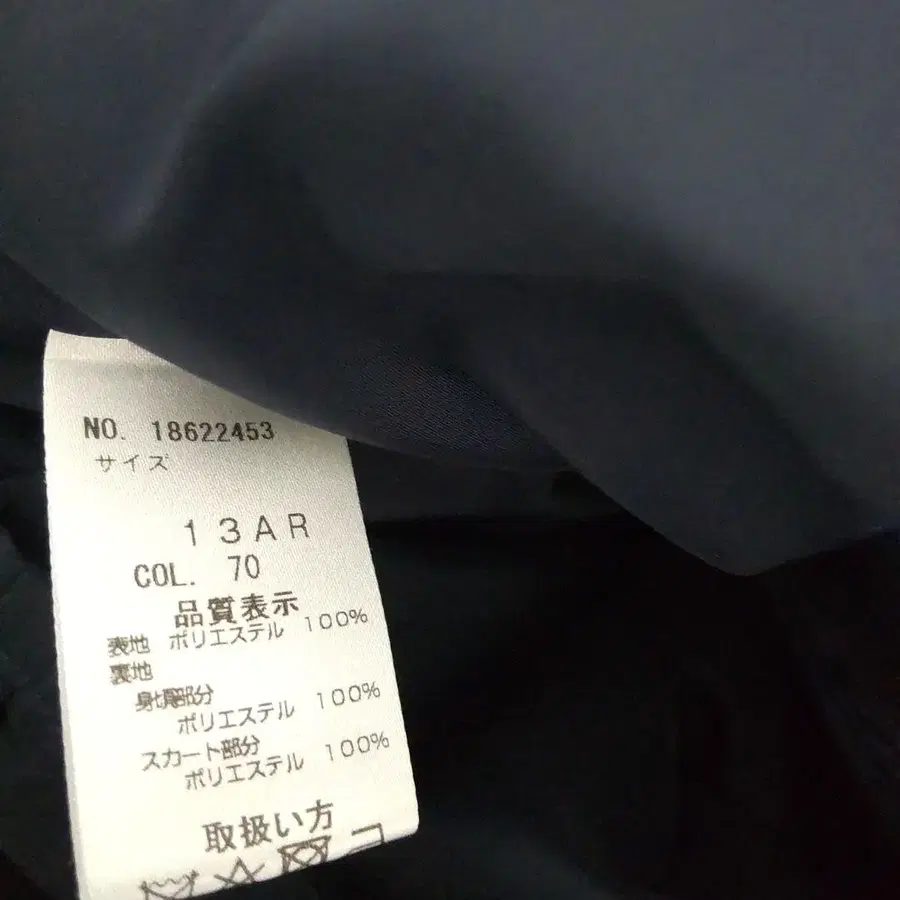 NO. 18622453
サイズ
13AR
COL. 70
品質表示
表地 ポリエステル 100%
裏地
身頃部分
ポリエステル 100%
スカート部分
ポリエステル 100%
取扱い方